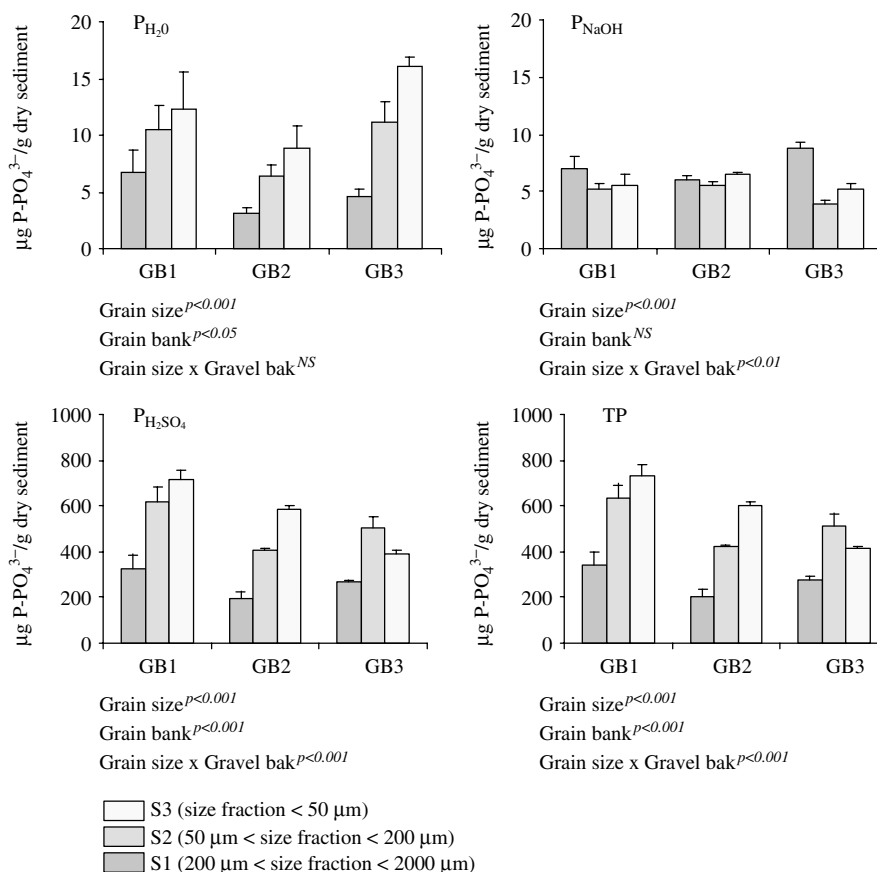 P_H₂0
µg P-PO₄³⁻/g dry sediment
20
15
10
5
0
GB1 GB2 GB3
Grain size^p<0.001
Grain bank^p<0.05
Grain size x Gravel bak^NS
P_NaOH
µg P-PO₄³⁻/g dry sediment
20
15
10
5
0
GB1 GB2 GB3
Grain size^p<0.001
Grain bank^NS
Grain size x Gravel bak^p<0.01
P_H₂SO₄
µg P-PO₄³⁻/g dry sediment
1000
800
600
400
200
0
GB1 GB2 GB3
Grain size^p<0.001
Grain bank^p<0.001
Grain size x Gravel bak^p<0.001
TP
µg P-PO₄³⁻/g dry sediment
1000
800
600
400
200
0
GB1 GB2 GB3
Grain size^p<0.001
Grain bank^p<0.001
Grain size x Gravel bak^p<0.001
S3 (size fraction < 50 µm)
S2 (50 µm < size fraction < 200 µm)
S1 (200 µm < size fraction < 2000 µm)